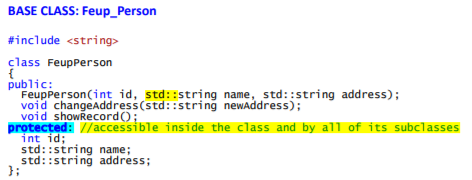 BASE CLASS: Feup_Person
#include <string>
class FeupPerson
{
public:
FeupPerson(int id, std::string name, std::string address);
void changeAddress(std::string newAddress);
void showRecord();
protected: //accessible inside the class and by all of its subclasses
int id;
std::string name;
std::string address;
};